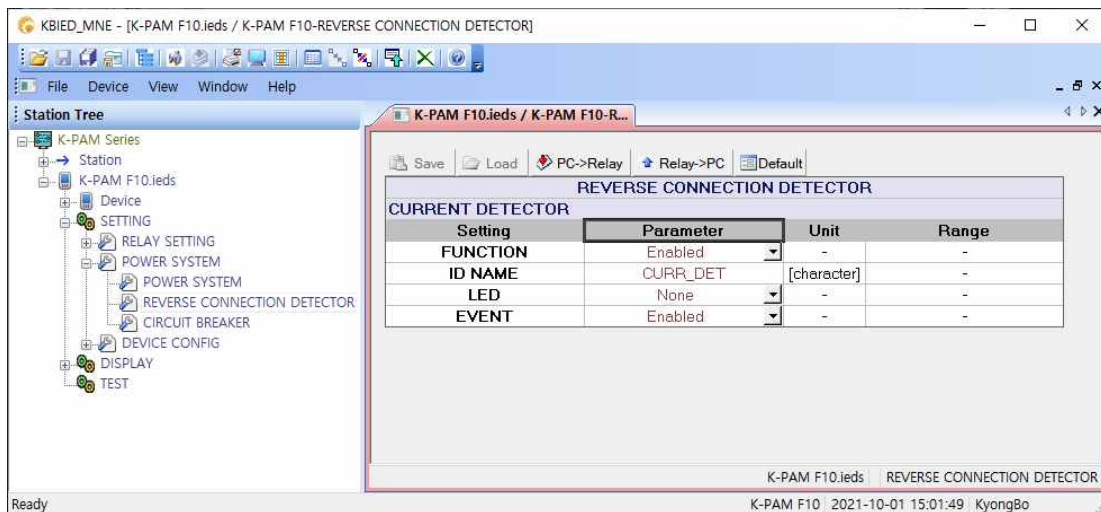 KBIED_MNE - [K-PAM F10.ieds / K-PAM F10-REVERSE CONNECTION DETECTOR]
File Device View Window Help
Station Tree
K-PAM Series
Station
K-PAM F10.ieds
Device
SETTING
RELAY SETTING
POWER SYSTEM
POWER SYSTEM
REVERSE CONNECTION DETECTOR
CIRCUIT BREAKER
DEVICE CONFIG
DISPLAY
TEST
K-PAM F10.ieds / K-PAM F10-R...
Save Load PC->Relay Relay->PC Default
REVERSE CONNECTION DETECTOR
CURRENT DETECTOR
Setting Parameter Unit Range
FUNCTION Enabled - -
ID NAME CURR_DET [character] -
LED None - -
EVENT Enabled - -
K-PAM F10.ieds REVERSE CONNECTION DETECTOR
Ready K-PAM F10 2021-10-01 15:01:49 KyongBo